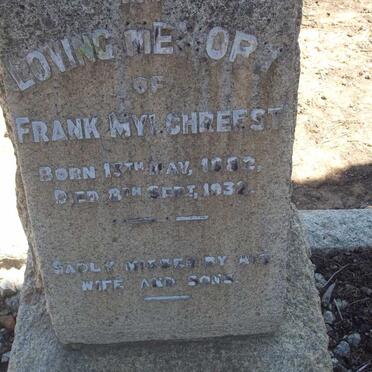 LOVING MEMORY
OF
FRANK MYLCHREEST
BORN 13TH MAY, 1882.
DIED 8TH SEPT, 1932.
SADLY MISSED BY HIS
WIFE AND SONS.